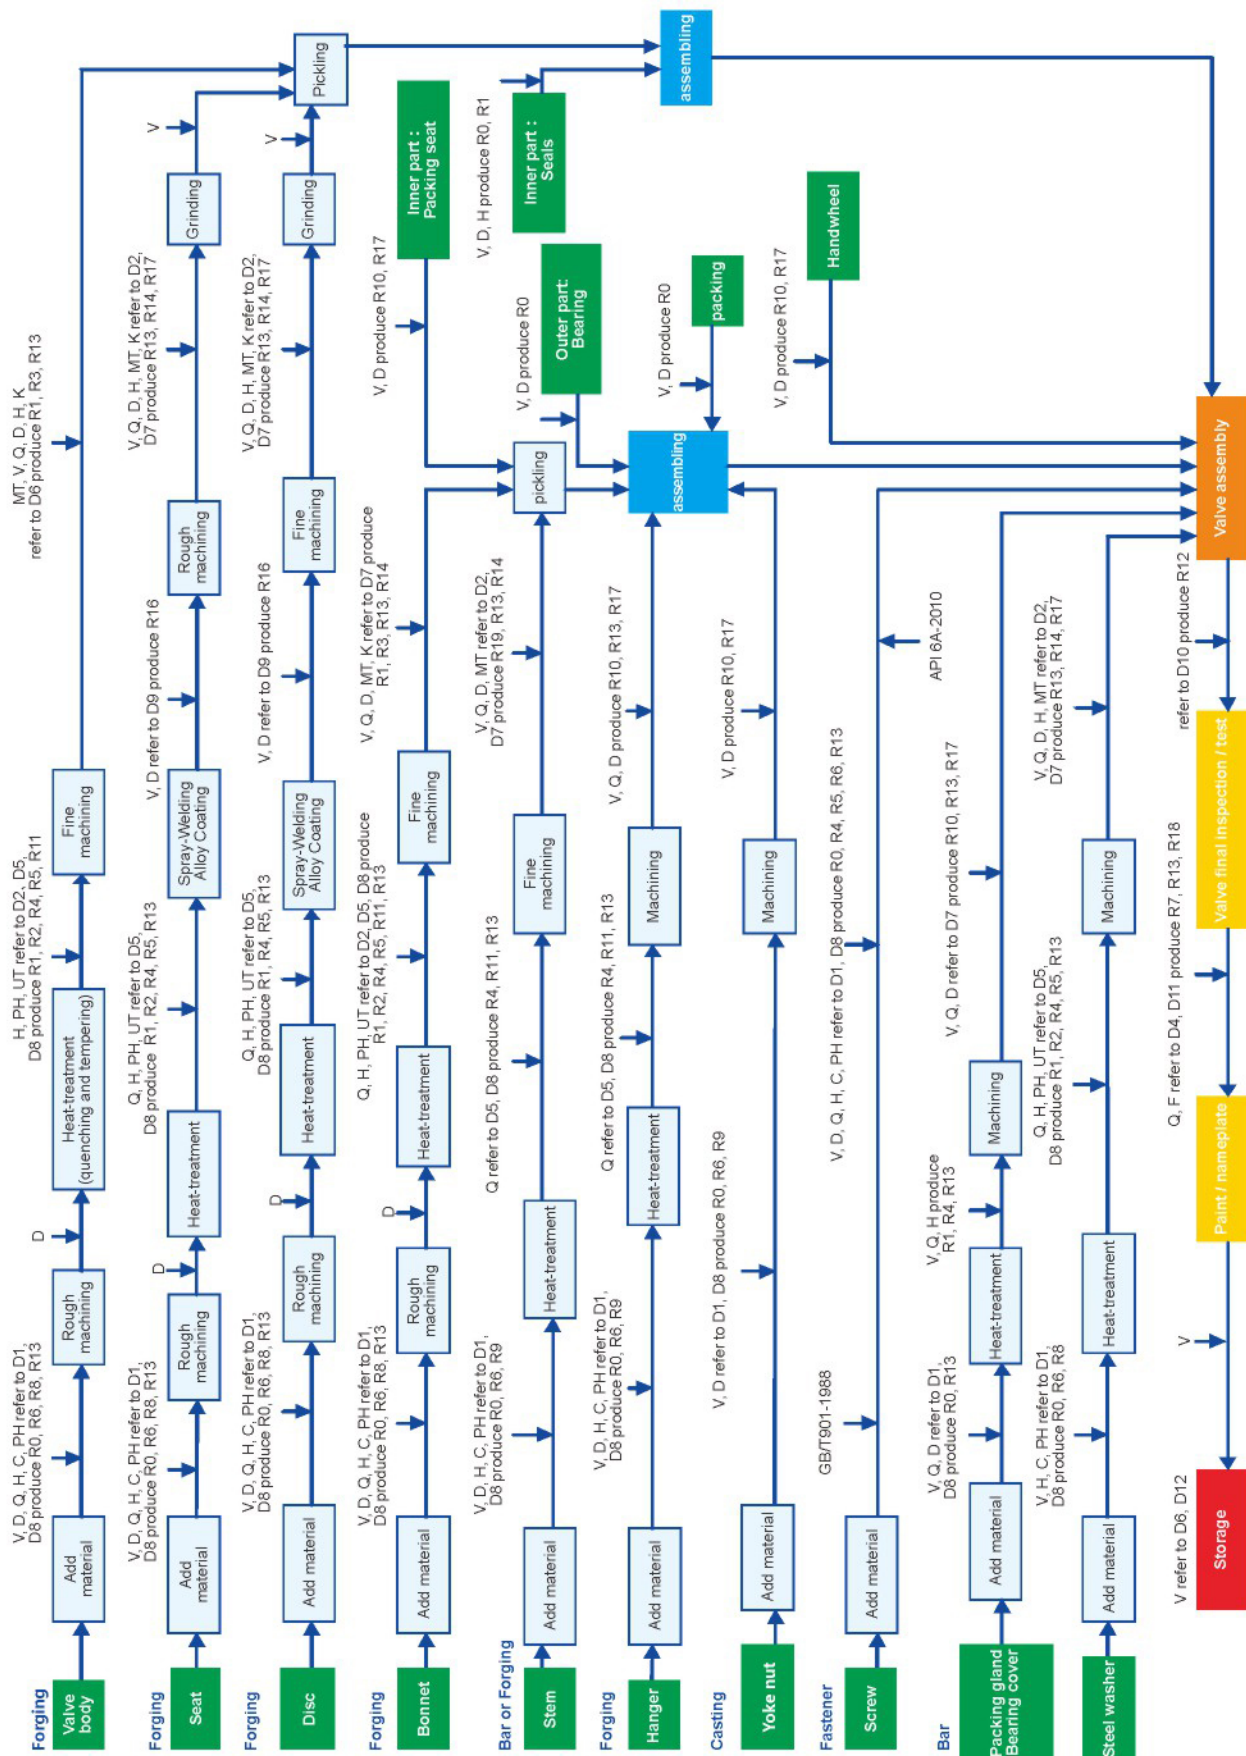 Forging
Valve
body
Add
material
V, D, Q, H, C, PH refer to D1,
D8 produce R0, R6, R8, R13
Rough
machining
D
Heat-treatment
(quenching and tempering)
H, PH, UT refer to D2, D5,
D8 produce R1, R2, R4, R5, R11
Fine
machining
MT, V, Q, D, H, K
refer to D6 produce R1, R3, R13
Pickling
Forging
Seat
Add
material
V, D, Q, H, C, PH refer to D1,
D8 produce R0, R6, R8, R13
Rough
machining
D
Heat-treatment
Q, H, PH, UT refer to D5,
D8 produce R1, R2, R4, R5, R13
Spray-Welding
Alloy Coating
V, D refer to D9 produce R16
Rough
machining
V, Q, D, H, MT, K refer to D2,
D7 produce R13, R14, R17
Grinding
V
Forging
Disc
Add material
V, D, Q, H, C, PH refer to D1,
D8 produce R0, R6, R8, R13
Rough
machining
D
Heat-treatment
Q, H, PH, UT refer to D5,
D8 produce R1, R4, R5, R13
Spray-Welding
Alloy Coating
V, D refer to D9 produce R16
Fine
machining
V, Q, D, H, MT, K refer to D2,
D7 produce R13, R14, R17
Grinding
V
Forging
Bonnet
Add material
V, D, Q, H, C, PH refer to D1,
D8 produce R0, R6, R8, R13
Rough
machining
D
Heat-treatment
Q, H, PH, UT refer to D2, D5, D8 produce
R1, R2, R4, R5, R11, R13
Fine
machining
V, Q, D, MT, K refer to D7 produce
R1, R3, R13, R14
V, D produce R10, R17
Inner part :
Packing seat
Bar or Forging
Stem
Add material
V, D, H, C, PH refer to D1,
D8 produce R0, R6, R9
Heat-treatment
Q refer to D5, D8 produce R4, R11, R13
Fine
machining
V, Q, D, MT refer to D2,
D7 produce R19, R13, R14
pickling
V, D produce R0
Outer part:
Bearing
V, D, H produce R0, R1
Inner part :
Seals
assembling
Forging
Hanger
Add material
V, D, H, C, PH refer to D1,
D8 produce R0, R6, R9
Heat-treatment
Q refer to D5, D8 produce R4, R11, R13
Machining
V, Q, D produce R10, R13, R17
assembling
V, D produce R0
packing
Casting
Yoke nut
Add material
V, D refer to D1, D8 produce R0, R6, R9
Machining
V, D produce R10, R17
V, D produce R10, R17
Handwheel
Fastener
Screw
Add material
GB/T901-1988
V, D, Q, H, C, PH refer to D1, D8 produce R0, R4, R5, R6, R13
API 6A-2010
Bar
Packing gland
Bearing cover
Add material
V, Q, D refer to D1,
D8 produce R0, R13
Heat-treatment
V, Q, H produce
R1, R4, R13
Machining
V, Q, D refer to D7 produce R10, R13, R17
Steel washer
Add material
V, H, C, PH refer to D1,
D8 produce R0, R6, R8
Heat-treatment
Q, H, PH, UT refer to D5,
D8 produce R1, R2, R4, R5, R13
Machining
V, Q, D, H, MT refer to D2,
D7 produce R13, R14, R17
Valve assembly
refer to D10 produce R12
Valve final inspection / test
Q, F refer to D4, D11 produce R7, R13, R18
Paint / nameplate
V
V refer to D6, D12
Storage